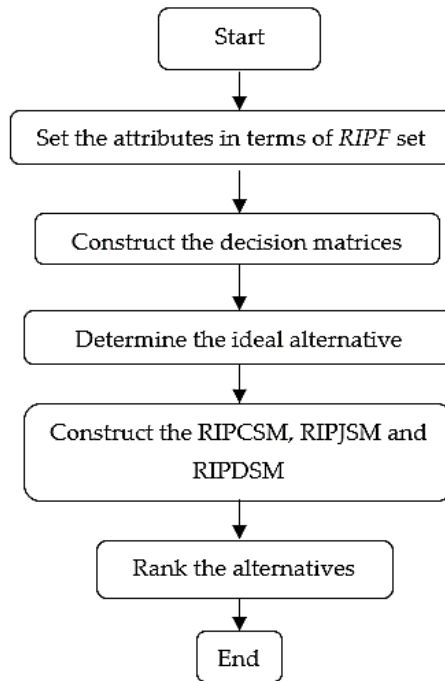 Start
Set the attributes in terms of RIPF set
Construct the decision matrices
Determine the ideal alternative
Construct the RIPCSM, RIPJSM and
RIPDSM
Rank the alternatives
End